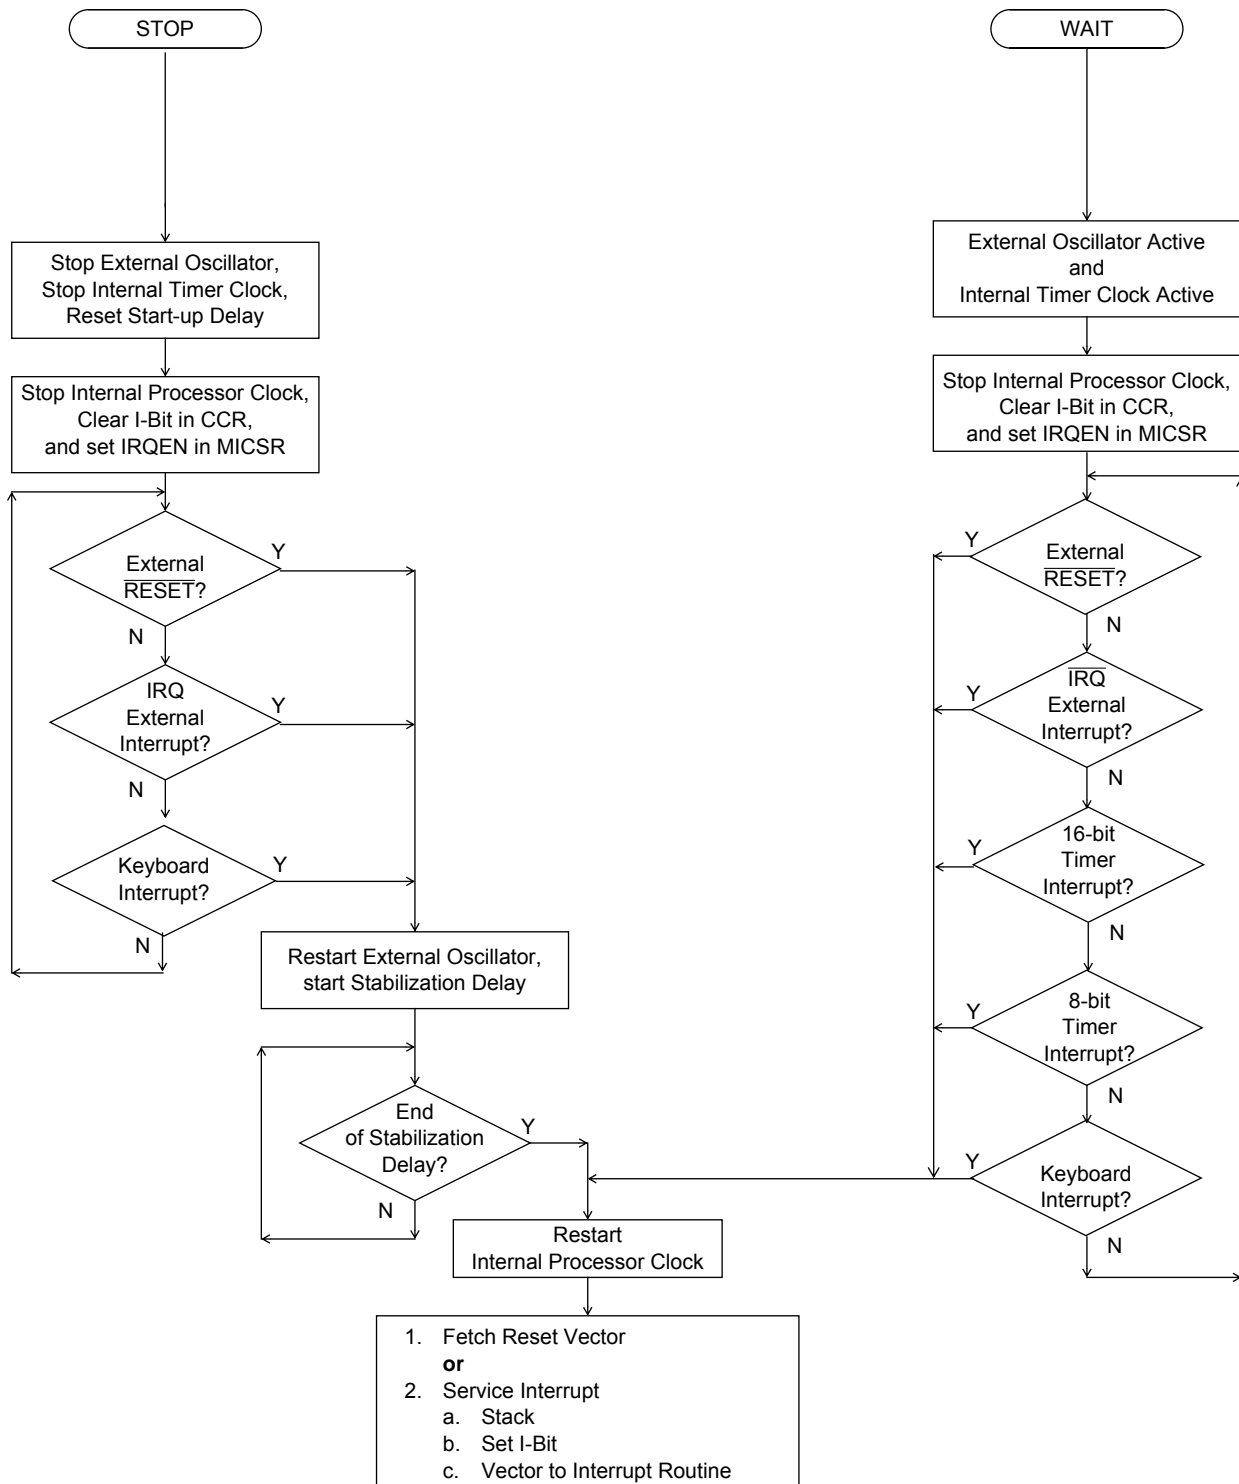 STOP
Stop External Oscillator,
Stop Internal Timer Clock,
Reset Start-up Delay
Stop Internal Processor Clock,
Clear I-Bit in CCR,
and set IRQEN in MICSR
External
RESET?
Y
N
IRQ
External
Interrupt?
Y
N
Keyboard
Interrupt?
Y
N
Restart External Oscillator,
start Stabilization Delay
End
of Stabilization
Delay?
Y
N
WAIT
External Oscillator Active
and
Internal Timer Clock Active
Stop Internal Processor Clock,
Clear I-Bit in CCR,
and set IRQEN in MICSR
Y
External
RESET?
N
Y
IRQ
External
Interrupt?
N
Y
16-bit
Timer
Interrupt?
N
Y
8-bit
Timer
Interrupt?
N
Y
Keyboard
Interrupt?
N
Restart
Internal Processor Clock
1. Fetch Reset Vector
or
2. Service Interrupt
a. Stack
b. Set I-Bit
c. Vector to Interrupt Routine